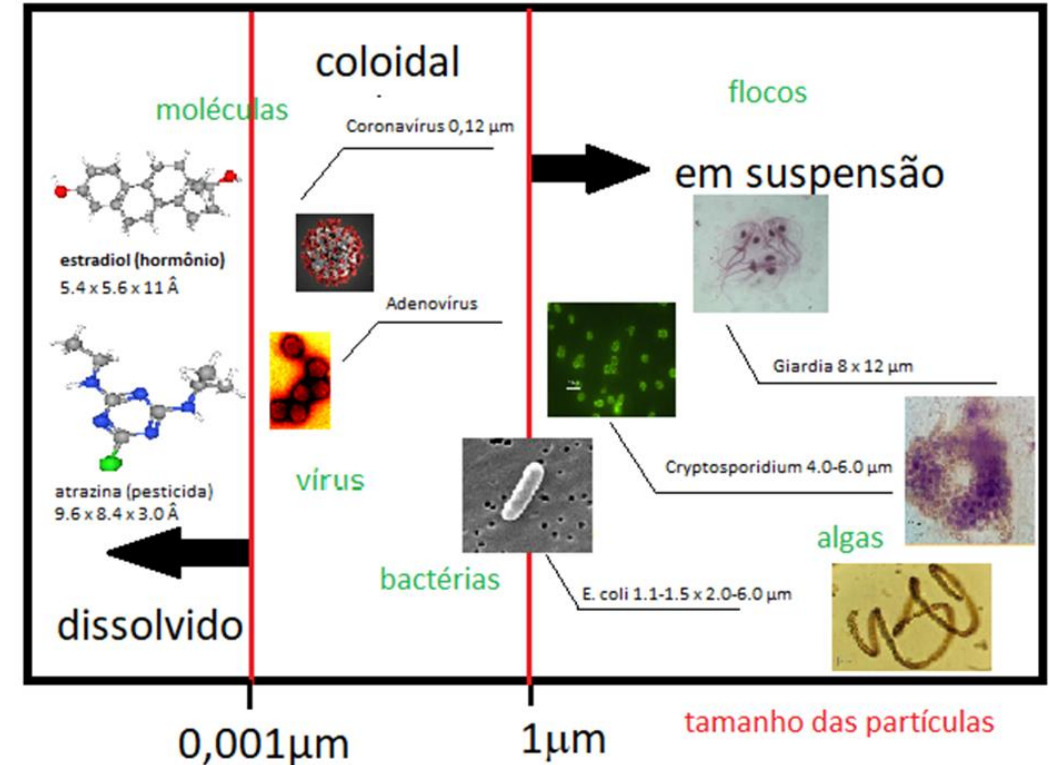 coloidal
flocos
moléculas
Coronavírus 0,12 µm
em suspensão
estradiol (hormônio)
5.4 x 5.6 x 11 Å
Adenovírus
Giardia 8 x 12 µm
Cryptosporidium 4.0-6.0 µm
vírus
atrazina (pesticida)
9.6 x 8.4 x 3.0 Å
algas
bactérias
E. coli 1.1-1.5 x 2.0-6.0 µm
dissolvido
tamanho das partículas
0,001µm
1µm